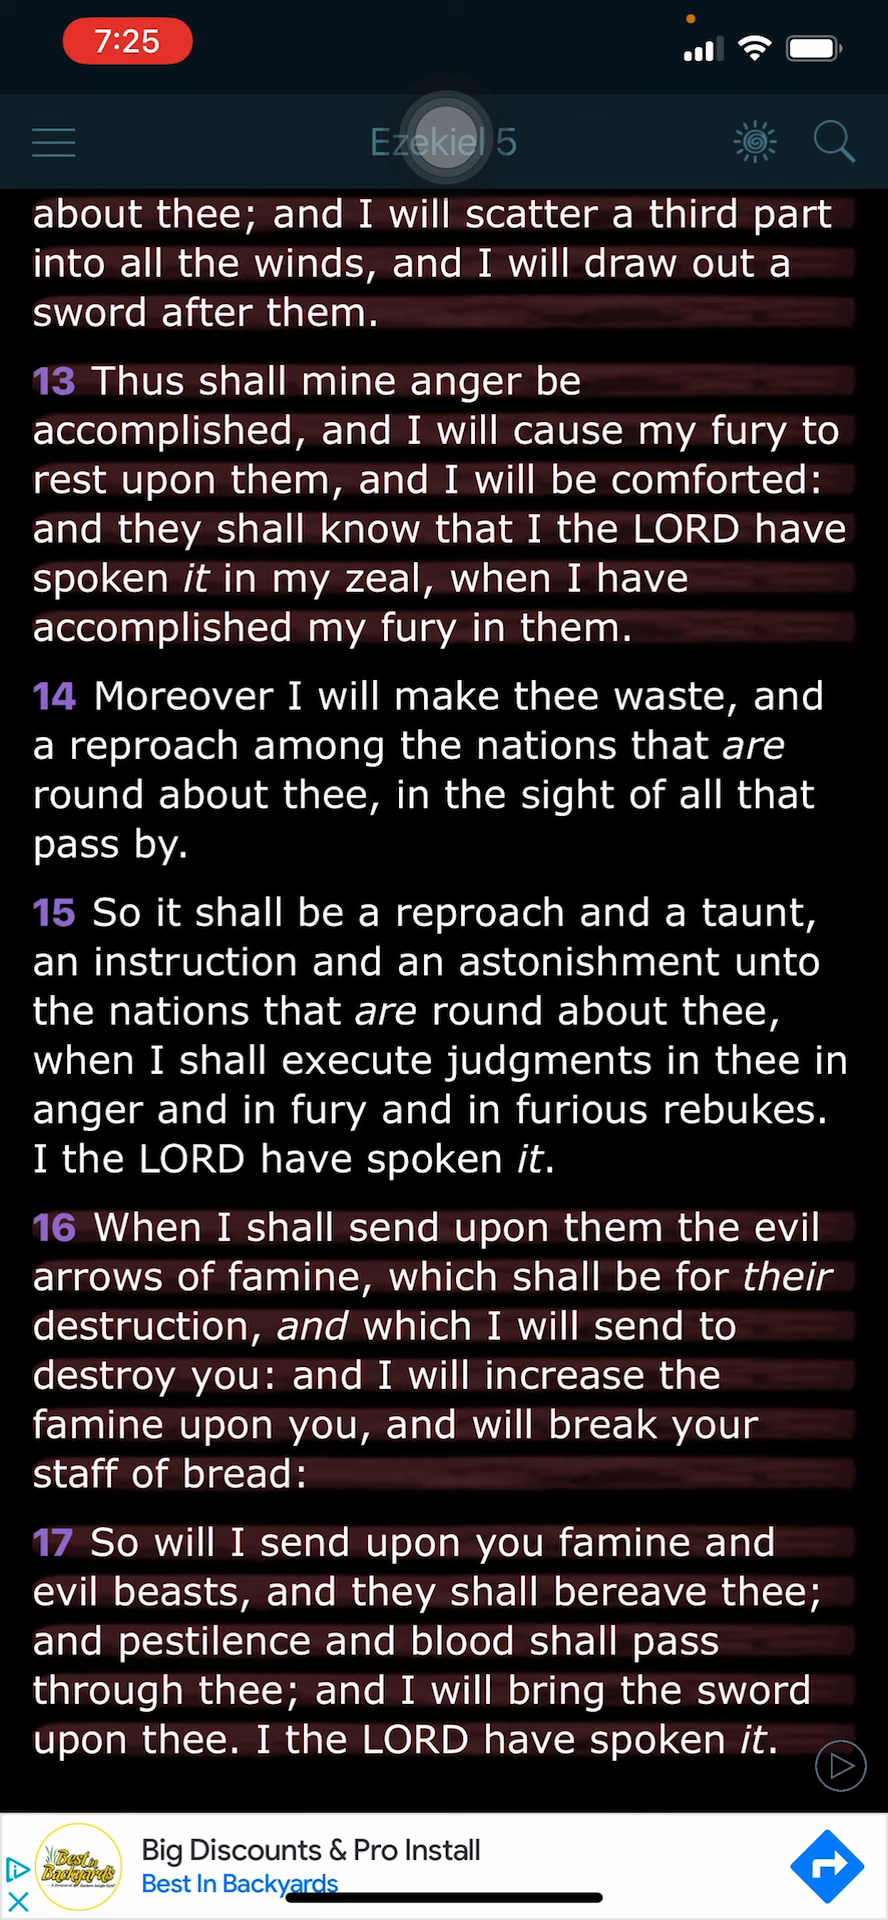 7:25
Ezekiel 5
about thee; and I will scatter a third part
into all the winds, and I will draw out a
sword after them.
13 Thus shall mine anger be
accomplished, and I will cause my fury to
rest upon them, and I will be comforted:
and they shall know that I the LORD have
spoken it in my zeal, when I have
accomplished my fury in them.
14 Moreover I will make thee waste, and
a reproach among the nations that are
round about thee, in the sight of all that
pass by.
15 So it shall be a reproach and a taunt,
an instruction and an astonishment unto
the nations that are round about thee,
when I shall execute judgments in thee in
anger and in fury and in furious rebukes.
I the LORD have spoken it.
16 When I shall send upon them the evil
arrows of famine, which shall be for their
destruction, and which I will send to
destroy you: and I will increase the
famine upon you, and will break your
staff of bread:
17 So will I send upon you famine and
evil beasts, and they shall bereave thee;
and pestilence and blood shall pass
through thee; and I will bring the sword
upon thee. I the LORD have spoken it.
Best in
Backyards
Big Discounts & Pro Install
Best In Backyards